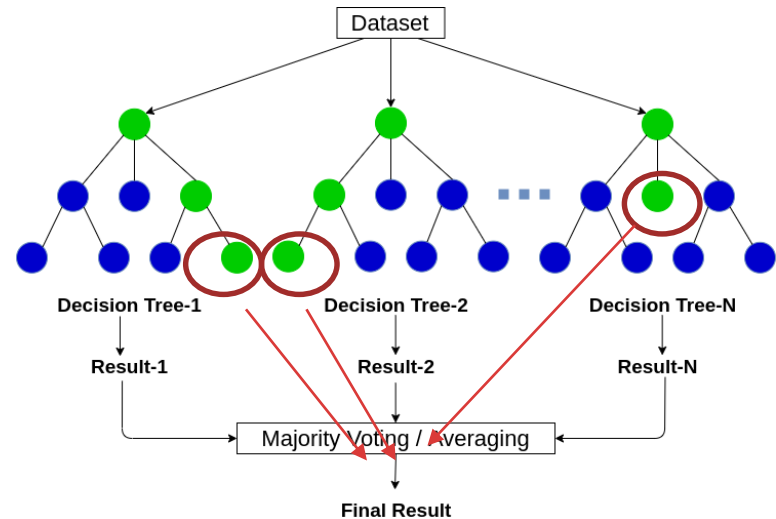 Dataset
Decision Tree-1
Decision Tree-2
Decision Tree-N
Result-1
Result-2
Result-N
Majority Voting / Averaging
Final Result